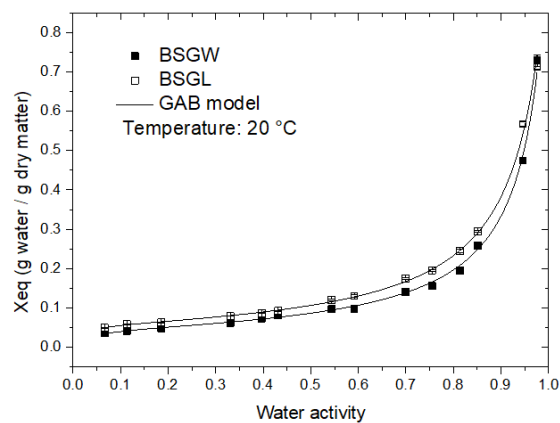 BSGW
BSGL
GAB model
Temperature: 20 °C
Xeq (g water / g dry matter)
0.8
0.7
0.6
0.5
0.4
0.3
0.2
0.1
0.0
0.0 0.1 0.2 0.3 0.4 0.5 0.6 0.7 0.8 0.9 1.0
Water activity